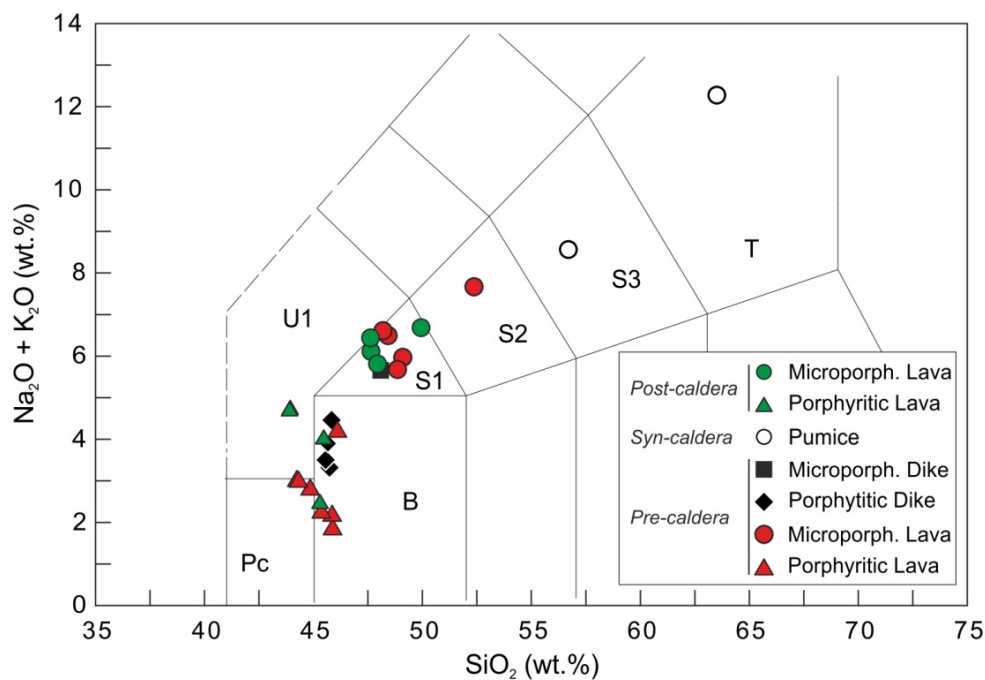 14
12
10
8
6
4
2
0
Na₂O + K₂O (wt.%)
U1
S1
S2
S3
T
B
Pc
Post-caldera
Microporph. Lava
Porphyritic Lava
Syn-caldera
Pumice
Pre-caldera
Microporph. Dike
Porphytitic Dike
Microporph. Lava
Porphyritic Lava
35 40 45 50 55 60 65 70 75
SiO₂ (wt.%)